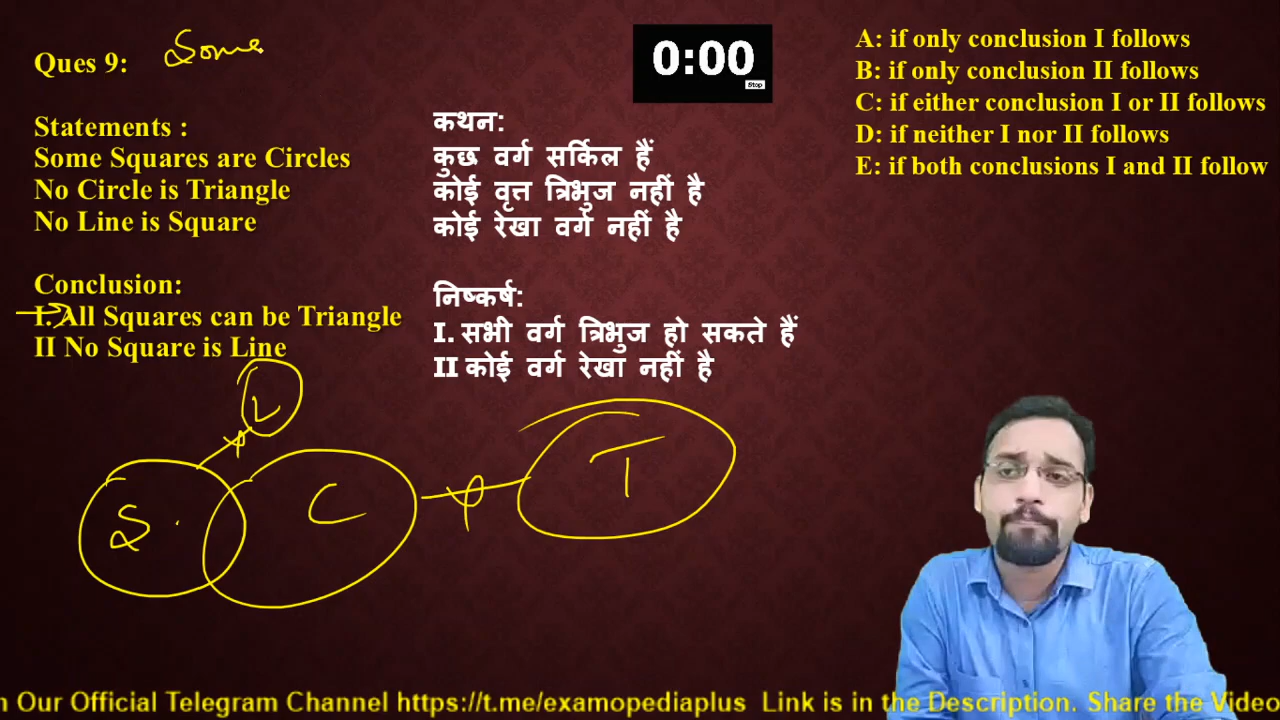 Ques 9:
Some
0:00
Stop
A: if only conclusion I follows
B: if only conclusion II follows
C: if either conclusion I or II follows
D: if neither I nor II follows
E: if both conclusions I and II follow
Statements :
Some Squares are Circles
No Circle is Triangle
No Line is Square
Conclusion:
I. All Squares can be Triangle
II No Square is Line
कथन:
कुछ वर्ग सर्किल हैं
कोई वृत्त त्रिभुज नहीं है
कोई रेखा वर्ग नहीं है
निष्कर्ष:
I. सभी वर्ग त्रिभुज हो सकते हैं
II कोई वर्ग रेखा नहीं है
L
S
C
T
n Our Official Telegram Channel https://t.me/examopediaplus Link is in the Description. Share the Video